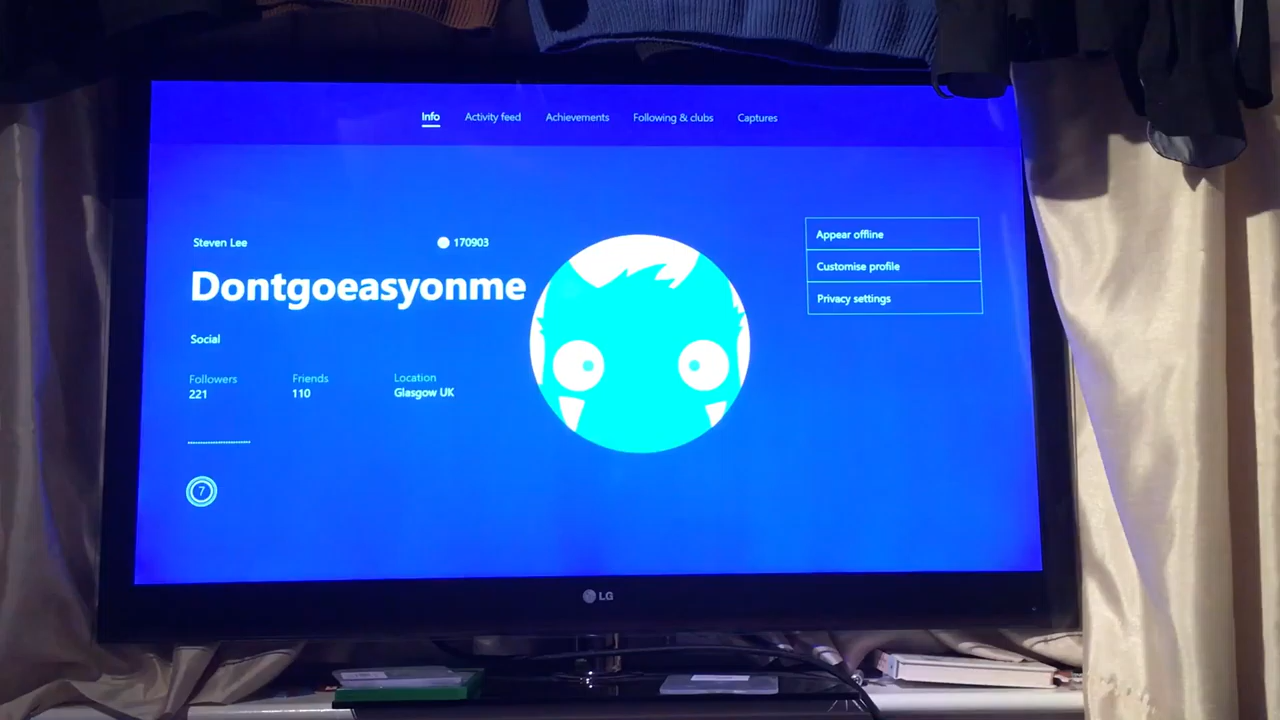 Info Activity feed Achievements Following & clubs Captures
Steven Lee 170903
Dontgoeasyonme
Social
Followers Friends Location
221 110 Glasgow UK
7
Appear offline
Customise profile
Privacy settings
LG